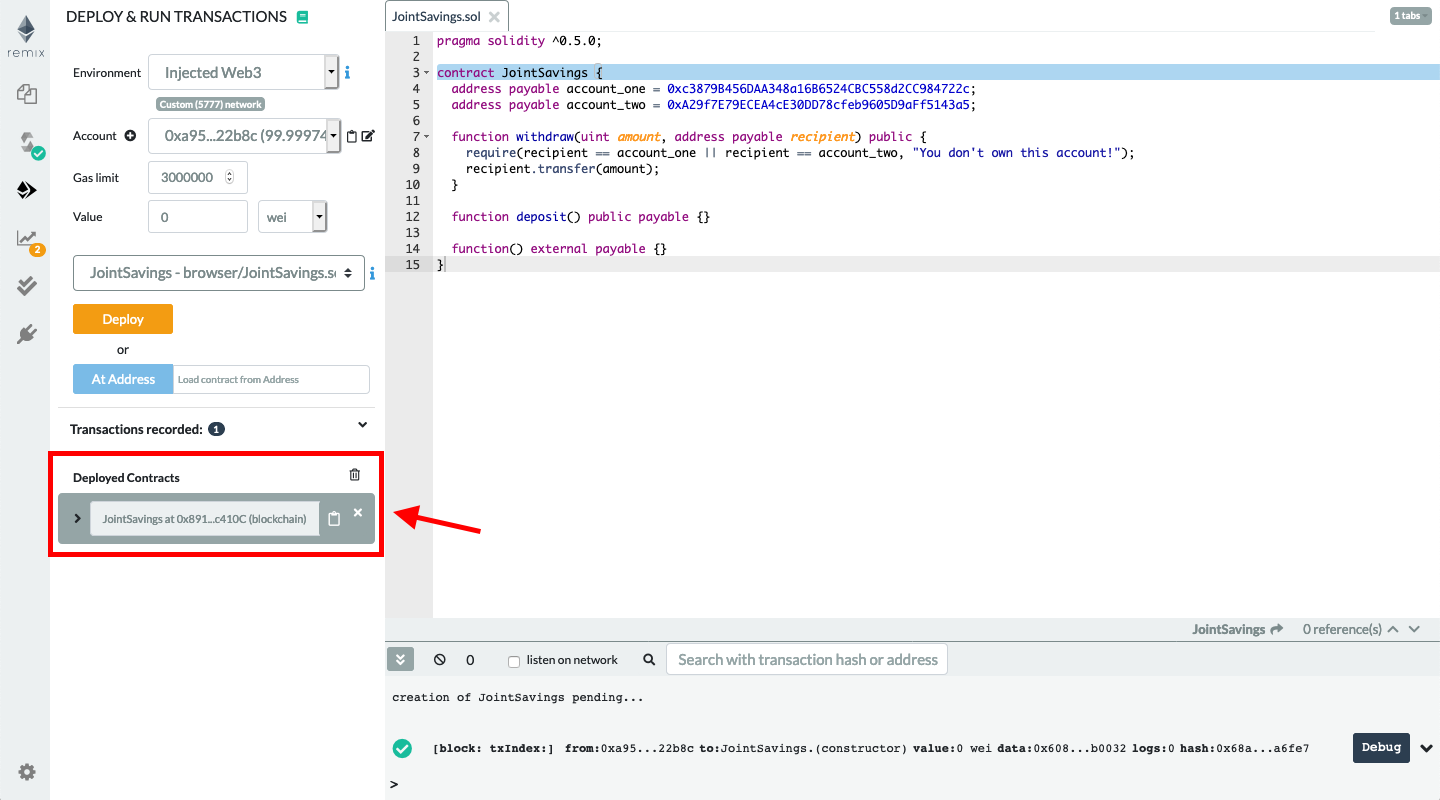 remix
DEPLOY & RUN TRANSACTIONS
Environment
Injected Web3
Custom (5777) network
Account
0xa95...22b8c (99.99974
Gas limit
3000000
Value
0
wei
JointSavings - browser/JointSavings.s
Deploy
or
At Address
Load contract from Address
Transactions recorded: 1
Deployed Contracts
JointSavings at 0x891...c410C (blockchain)
2
JointSavings.sol
1 tabs
1 pragma solidity ^0.5.0;
2
3 contract JointSavings {
4 address payable account_one = 0xc3879B456DAA348a16B6524CBC558d2CC984722c;
5 address payable account_two = 0xA29f7E79ECEA4cE30DD78cfeb9605D9aFf5143a5;
6
7 function withdraw(uint amount, address payable recipient) public {
8 require(recipient == account_one || recipient == account_two, "You don't own this account!");
9 recipient.transfer(amount);
10 }
11
12 function deposit() public payable {}
13
14 function() external payable {}
15 }
JointSavings
0 reference(s)
0
listen on network
Search with transaction hash or address
creation of JointSavings pending...
[block: txIndex:] from:0xa95...22b8c to:JointSavings.(constructor) value:0 wei data:0x608...b0032 logs:0 hash:0x68a...a6fe7
Debug
>